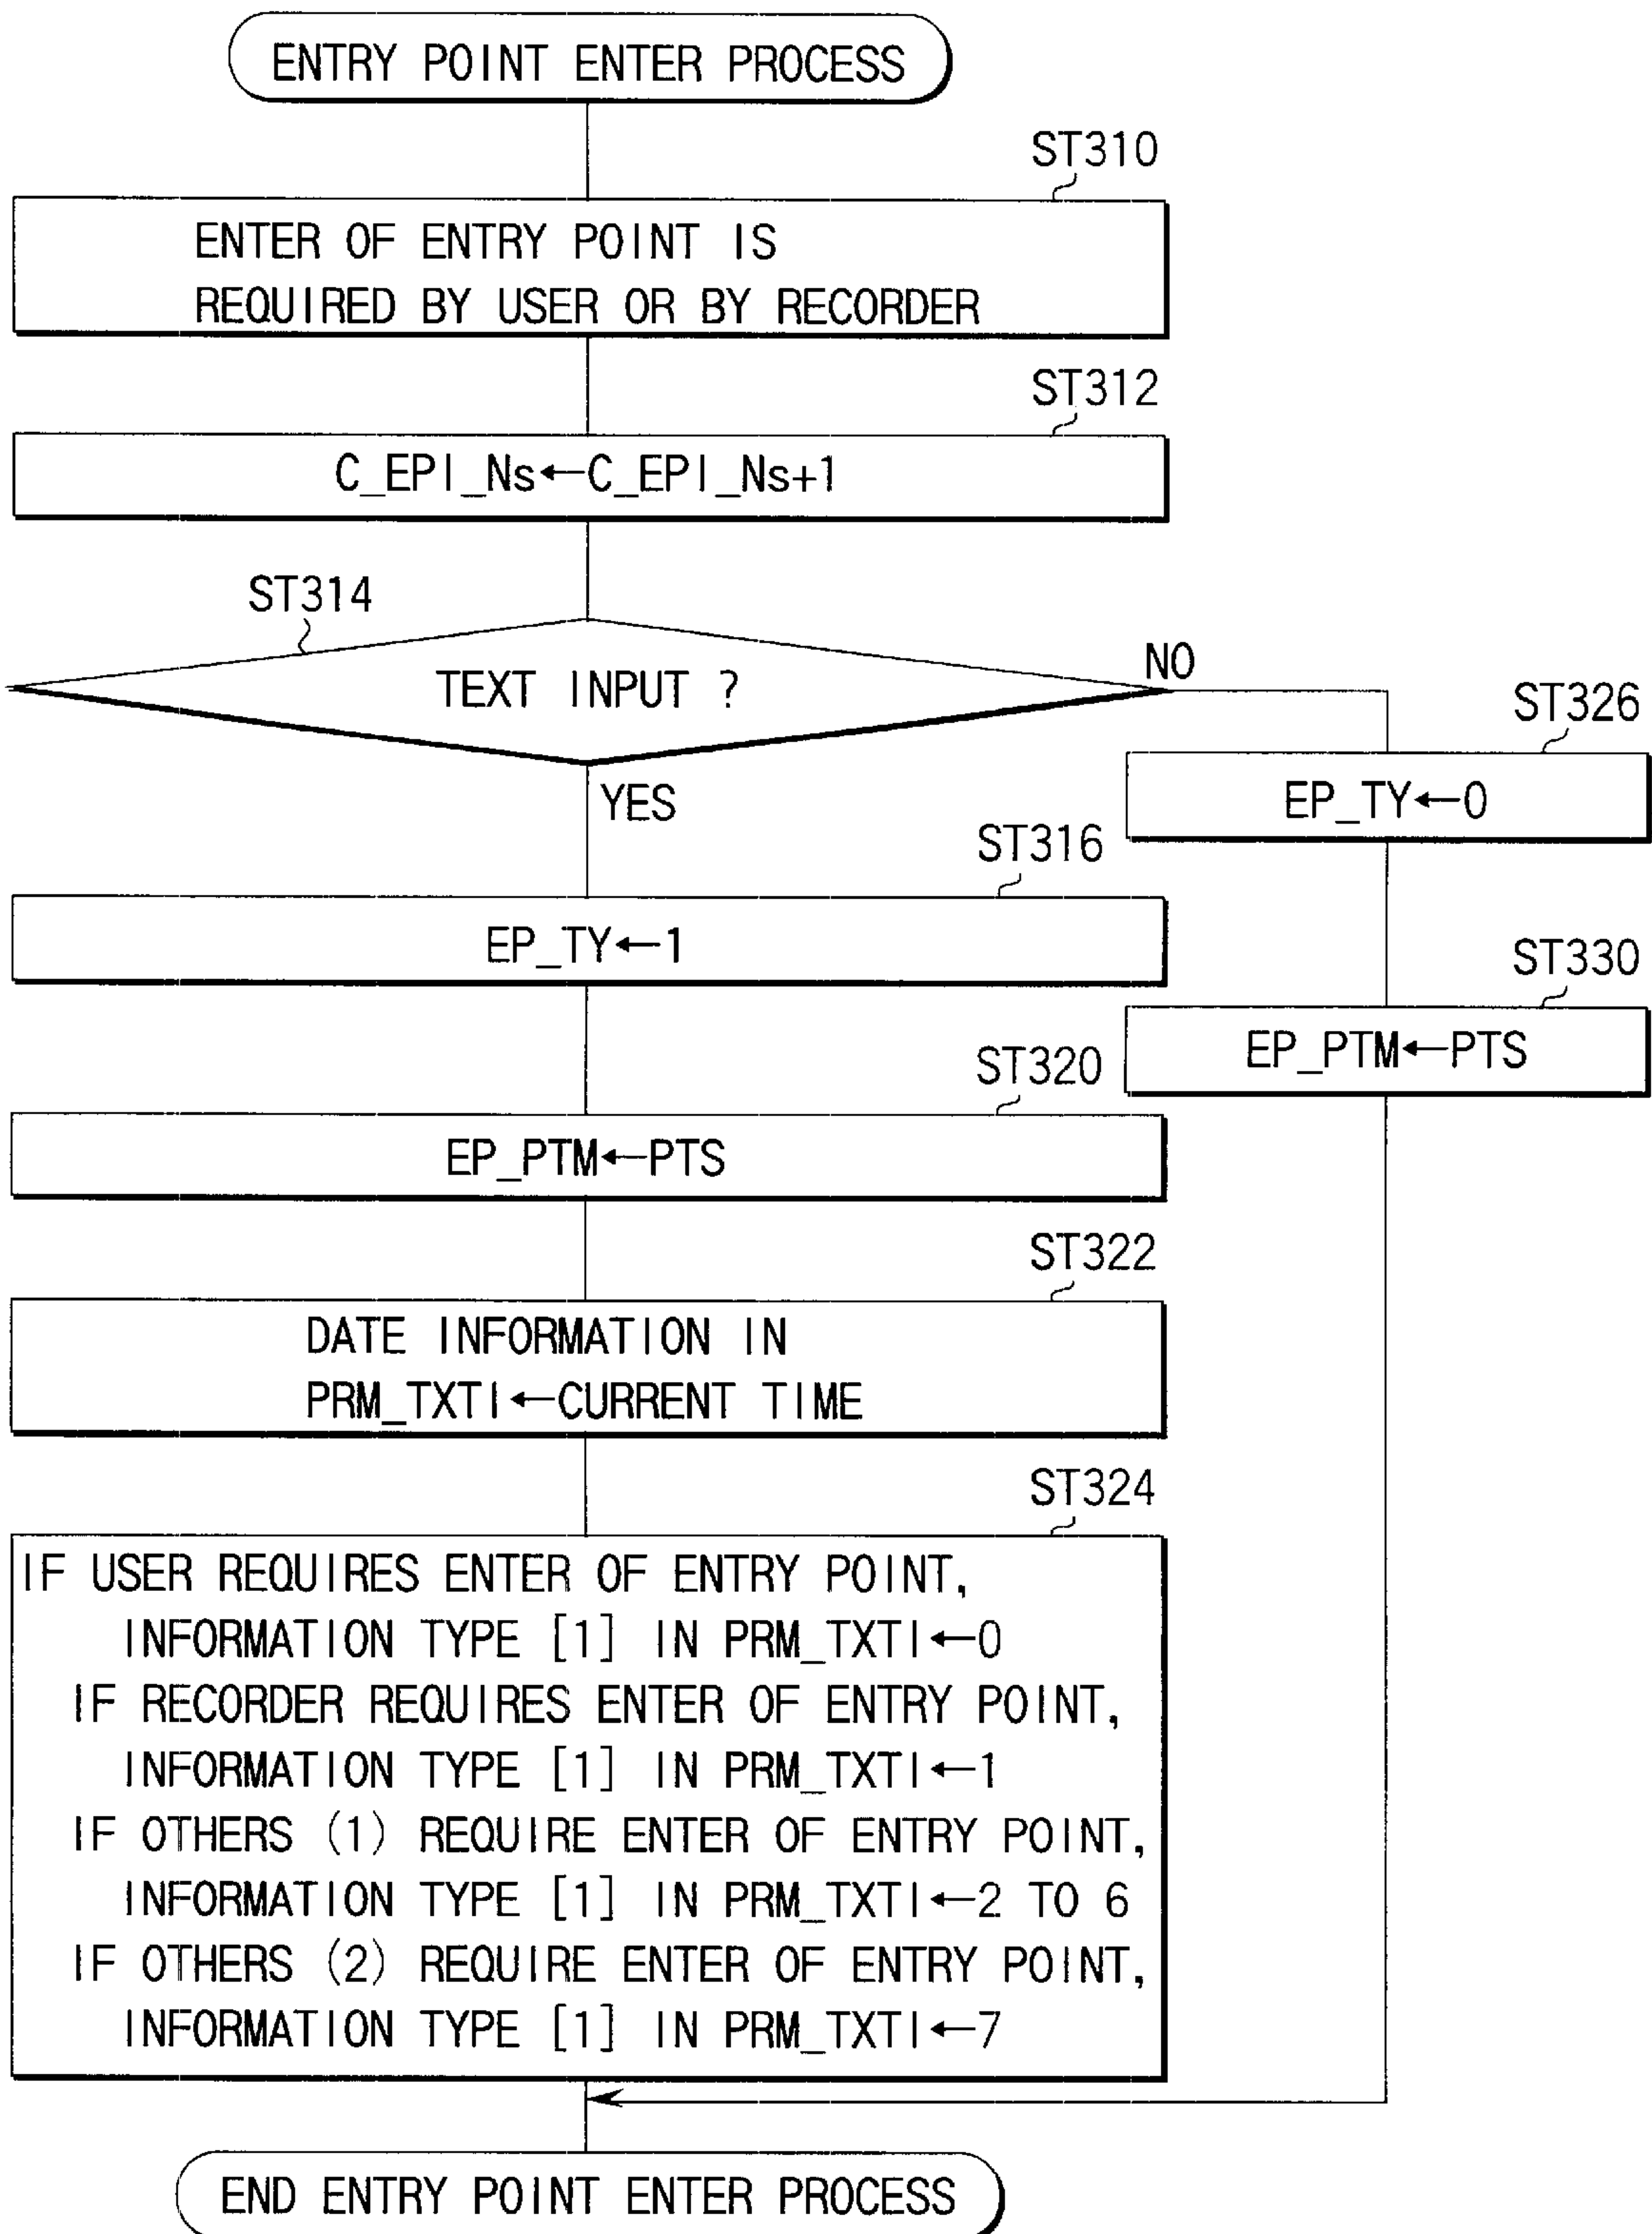 ENTRY POINT ENTER PROCESS
ST310
ENTER OF ENTRY POINT IS
REQUIRED BY USER OR BY RECORDER
ST312
C_EPI_Ns←C_EPI_Ns+1
ST314
TEXT INPUT ?
NO
YES
ST326
EP_TY←0
ST316
EP_TY←1
ST330
EP_PTM←PTS
ST320
EP_PTM←PTS
ST322
DATE INFORMATION IN
PRM_TXTI←CURRENT TIME
ST324
IF USER REQUIRES ENTER OF ENTRY POINT,
INFORMATION TYPE [1] IN PRM_TXTI←0
IF RECORDER REQUIRES ENTER OF ENTRY POINT,
INFORMATION TYPE [1] IN PRM_TXTI←1
IF OTHERS (1) REQUIRE ENTER OF ENTRY POINT,
INFORMATION TYPE [1] IN PRM_TXTI←2 TO 6
IF OTHERS (2) REQUIRE ENTER OF ENTRY POINT,
INFORMATION TYPE [1] IN PRM_TXTI←7
END ENTRY POINT ENTER PROCESS